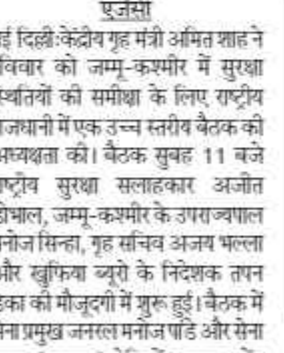 एजेंसी
ई दिल्ली:केंद्रीय गृह मंत्री अमित शाह ने
विवार को जम्मू-कश्मीर में सुरक्षा
स्थितियों की समीक्षा के लिए राष्ट्रीय
ाजधानी में एक उच्च स्तरीय बैठक की
अध्यक्षता की। बैठक सुबह 11 बजे
ाष्ट्रीय सुरक्षा सलाहकार अजीत
डोभाल, जम्मू-कश्मीर के उपराज्यपाल
मनोज सिन्हा, गृह सचिव अजय भल्ला
और खुफिया ब्यूरो के निदेशक तपन
डेका की मौजूदगी में शुरू हुई। बैठक में
सेना प्रमुख जनरल मनोज पांडे और सेना